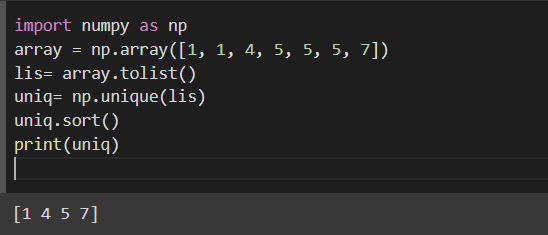 import numpy as np
array = np.array([1, 1, 4, 5, 5, 5, 7])
lis= array.tolist()
uniq= np.unique(lis)
uniq.sort()
print(uniq)
[1 4 5 7]